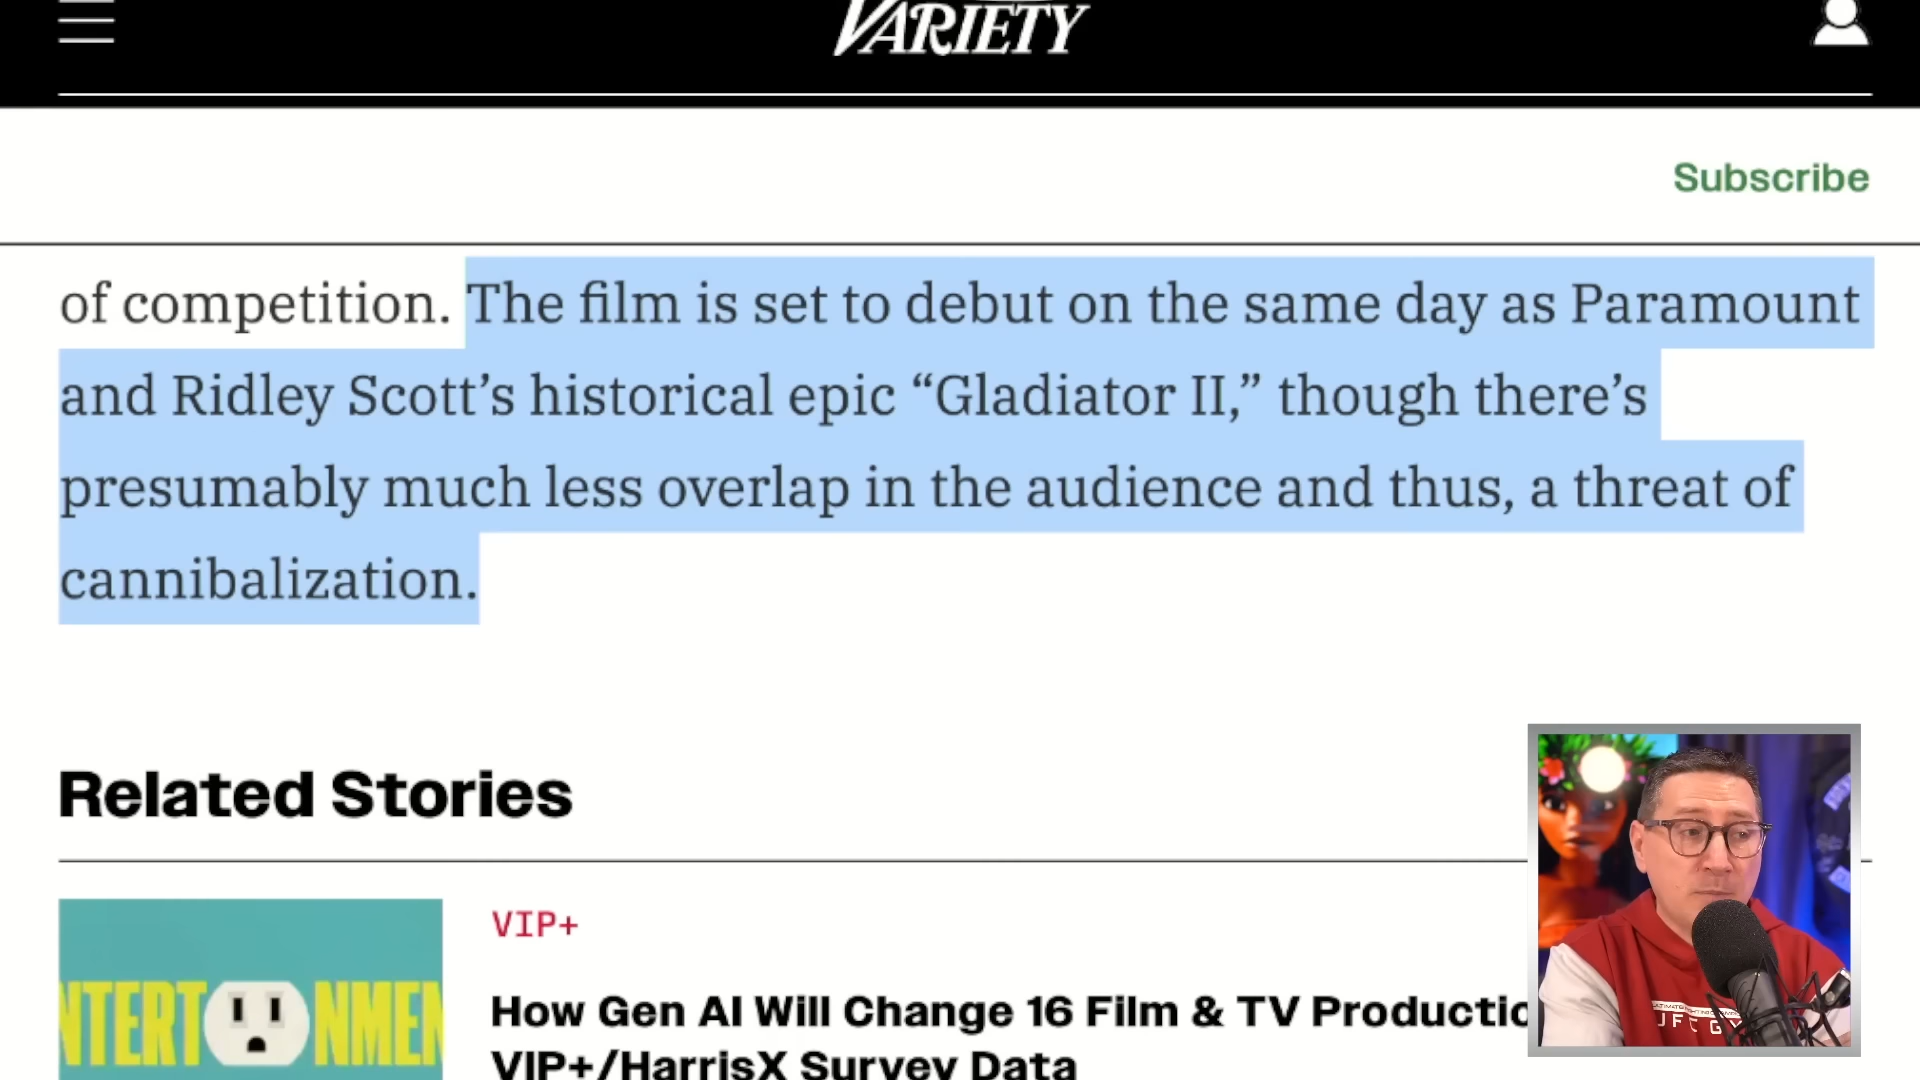 VARIETY
Subscribe
of competition. The film is set to debut on the same day as Paramount
and Ridley Scott’s historical epic “Gladiator II,” though there’s
presumably much less overlap in the audience and thus, a threat of
cannibalization.
Related Stories
VIP+
NTERT NMEN
How Gen AI Will Change 16 Film & TV Productio
VIP+/HarrisX Survey Data